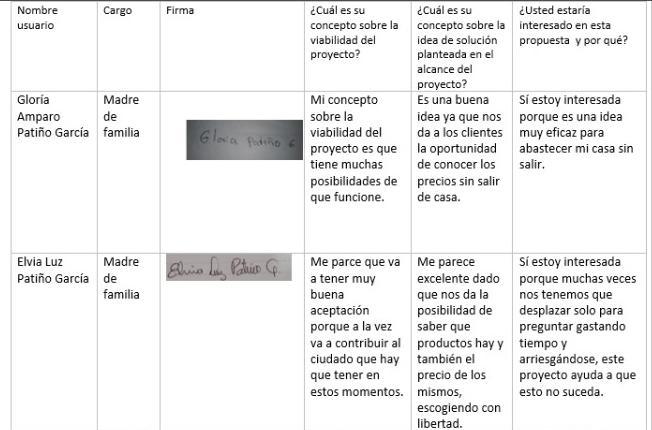 Nombre
usuario
Cargo
Firma
¿Cuál es su
concepto sobre la
viabilidad del
proyecto?
¿Cuál es su
concepto sobre la
idea de solución
planteada en el
alcance del
proyecto?
¿Usted estaría
interesado en esta
propuesta y por qué?
Gloría
Amparo
Patiño García
Madre
de
familia
Gloria Patiño G
Mi concepto
sobre la
viabilidad del
proyecto es que
tiene muchas
posibilidades de
que funcione.
Es una buena
idea ya que nos
da a los clientes
la oportunidad
de conocer los
precios sin salir
de casa.
Sí estoy interesada
porque es una idea
muy eficaz para
abastecer mi casa sin
salir.
Elvia Luz
Patiño García
Madre
de
familia
Elvia Luz Patiño G.
Me parce que va
a tener muy
buena
aceptación
porque a la vez
va a contribuir al
ciudado que hay
que tener en
estos momentos.
Me parece
excelente dado
que nos da la
posibilidad de
saber que
productos hay y
también el
precio de los
mismos,
escogiendo con
libertad.
Sí estoy interesada
porque muchas veces
nos tenemos que
desplazar solo para
preguntar gastando
tiempo y
arriesgándose, este
proyecto ayuda a que
esto no suceda.